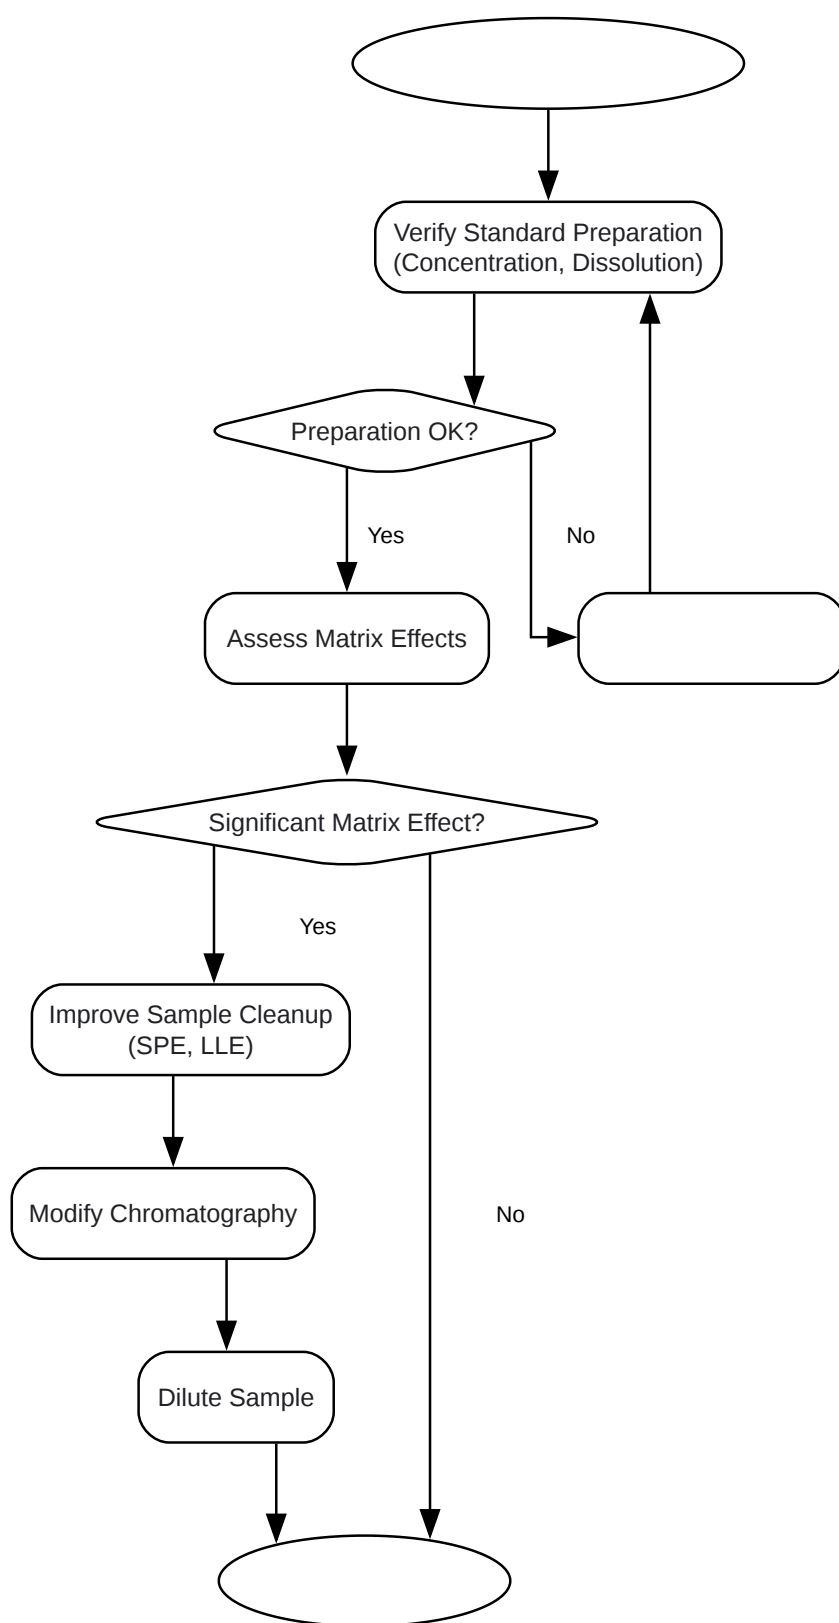 Verify Standard Preparation
(Concentration, Dissolution)
Preparation OK?
Yes
No
Assess Matrix Effects
Significant Matrix Effect?
Yes
Improve Sample Cleanup
(SPE, LLE)
Modify Chromatography
No
Dilute Sample